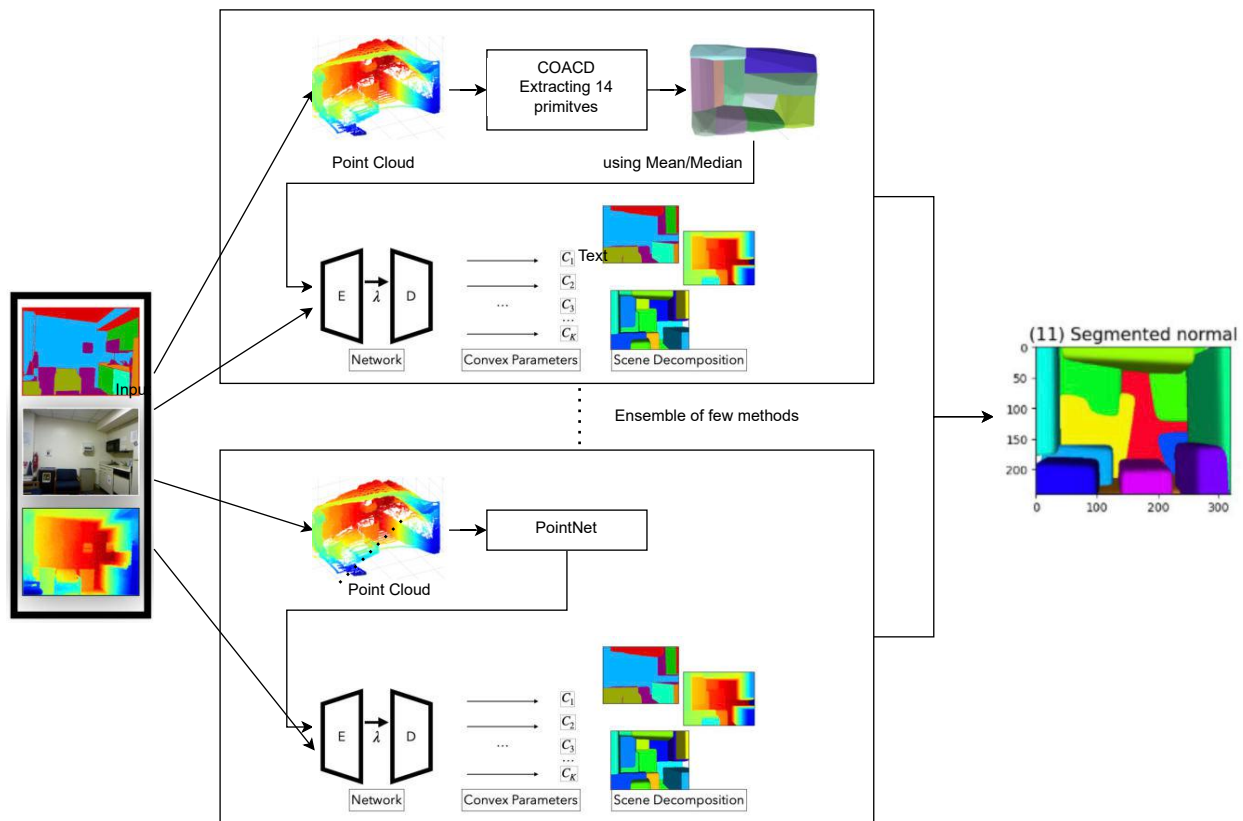 COACD
Extracting 14
primitves
Point Cloud
using Mean/Median
E
λ
D
C1
Text
C2
...
C3
...
CK
Network
Convex Parameters
Scene Decomposition
Input
Ensemble of few methods
(11) Segmented normal
0
50
100
150
200
0
100
200
300
PointNet
Point Cloud
E
λ
D
C1
C2
...
C3
...
CK
Network
Convex Parameters
Scene Decomposition